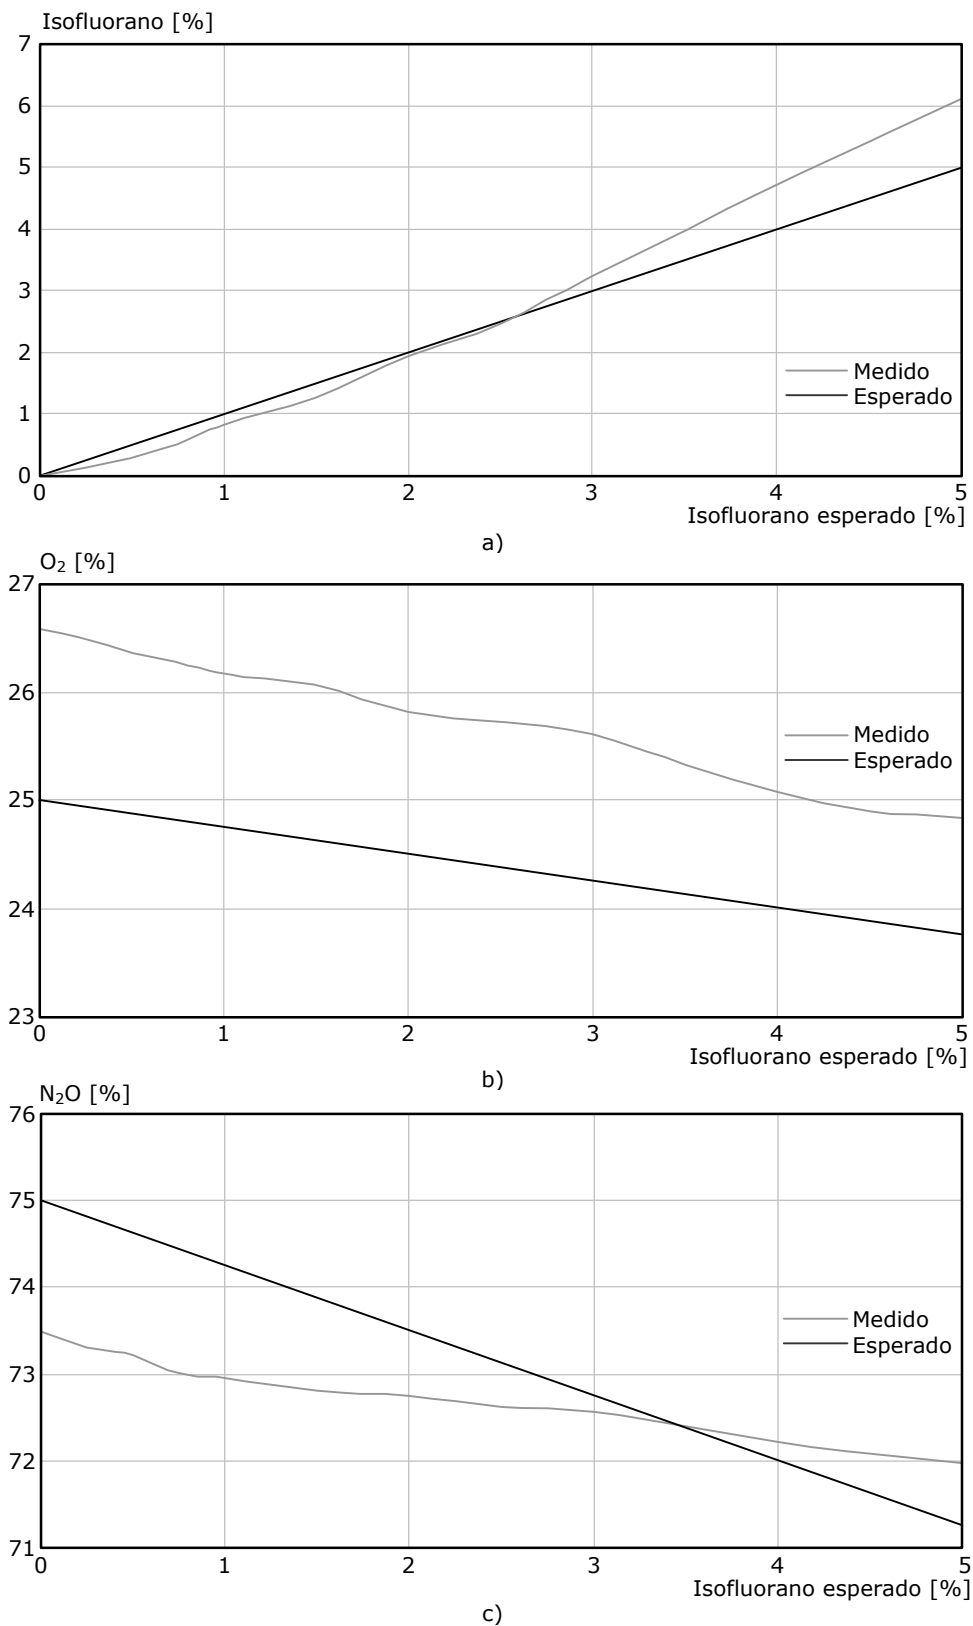 Isofluorano [%]
7
6
5
4
3
2
1
0
Medido
Esperado
0 1 2 3 4 5
Isofluorano esperado [%]
a)
O₂ [%]
27
26
25
24
23
Medido
Esperado
0 1 2 3 4 5
Isofluorano esperado [%]
b)
N₂O [%]
76
75
74
73
72
71
Medido
Esperado
0 1 2 3 4 5
Isofluorano esperado [%]
c)